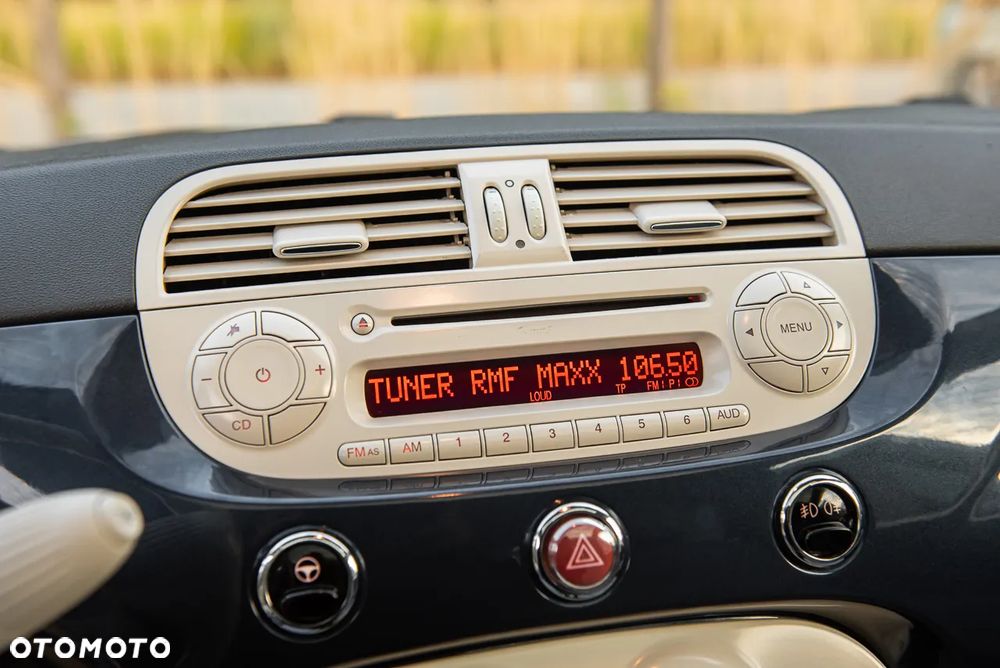 TUNER RMF MAXX 106.50
LOUD TP FM1 P1
MENU
- +
CD
FM AS AM 1 2 3 4 5 6 AUD
OTOMOTO